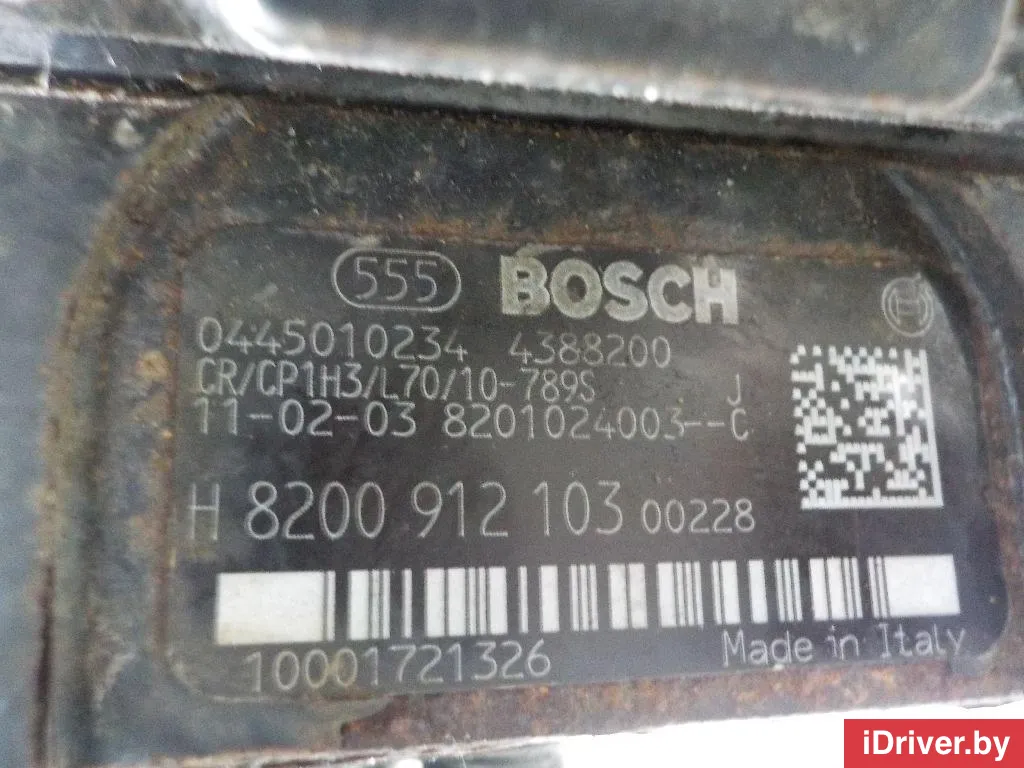 555 BOSCH
0445010234 4388200
CR/CP1H3/L70/10-789S J
11-02-03 8201024003--C
H 8200 912 103 00228
10001721326 Made in Italy
iDriver.by